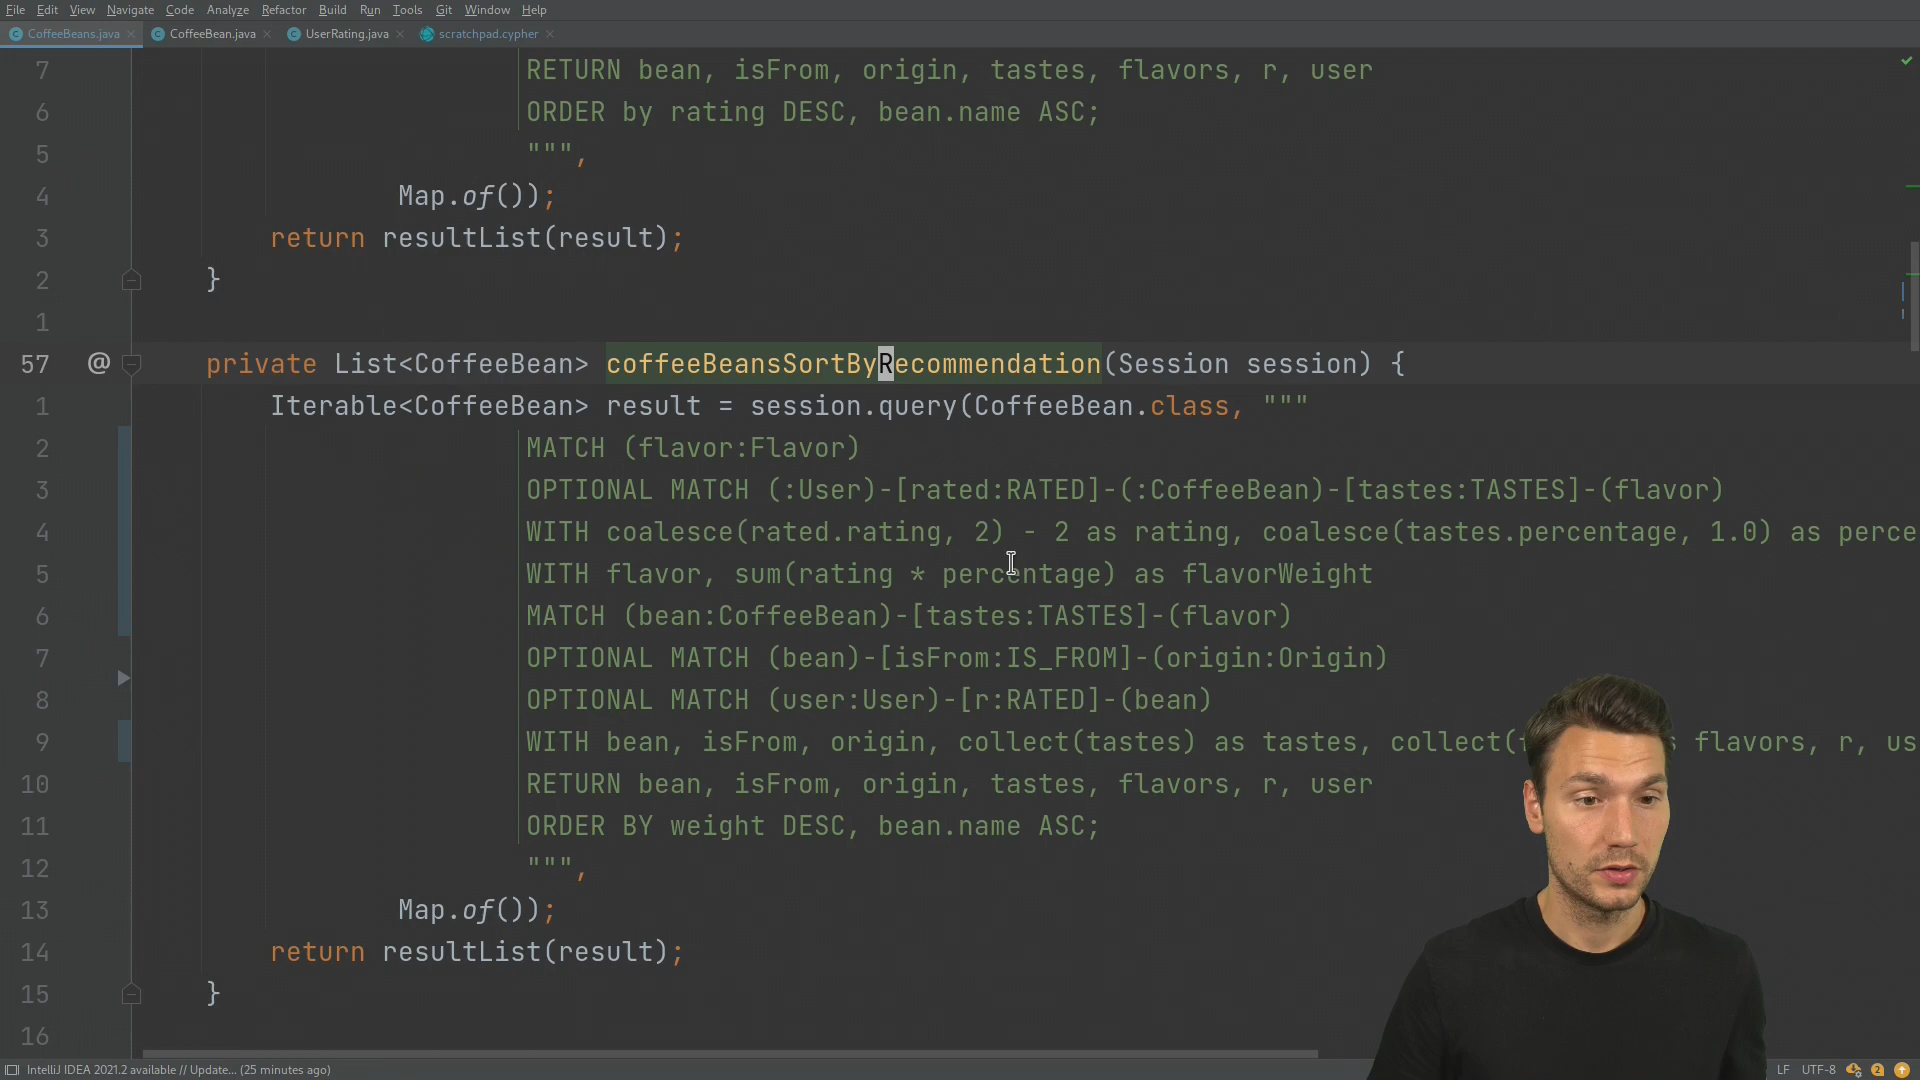 File Edit View Navigate Code Analyze Refactor Build Run Tools Git Window Help
CoffeeBeans.java CoffeeBean.java UserRating.java scratchpad.cypher
7 RETURN bean, isFrom, origin, tastes, flavors, r, user
6 ORDER by rating DESC, bean.name ASC;
5 """,
4 Map.of());
3 return resultList(result);
2 }
1
57 @ private List<CoffeeBean> coffeeBeansSortByRecommendation(Session session) {
1 Iterable<CoffeeBean> result = session.query(CoffeeBean.class, """
2 MATCH (flavor:Flavor)
3 OPTIONAL MATCH (:User)-[rated:RATED]-(:CoffeeBean)-[tastes:TASTES]-(flavor)
4 WITH coalesce(rated.rating, 2) - 2 as rating, coalesce(tastes.percentage, 1.0) as perce
5 WITH flavor, sum(rating * percentage) as flavorWeight
6 MATCH (bean:CoffeeBean)-[tastes:TASTES]-(flavor)
7 OPTIONAL MATCH (bean)-[isFrom:IS_FROM]-(origin:Origin)
8 OPTIONAL MATCH (user:User)-[r:RATED]-(bean)
9 WITH bean, isFrom, origin, collect(tastes) as tastes, collect( flavors, r, us
10 RETURN bean, isFrom, origin, tastes, flavors, r, user
11 ORDER BY weight DESC, bean.name ASC;
12 """,
13 Map.of());
14 return resultList(result);
15 }
16
IntelliJ IDEA 2021.2 available // Update... (25 minutes ago) LF UTF-8 2